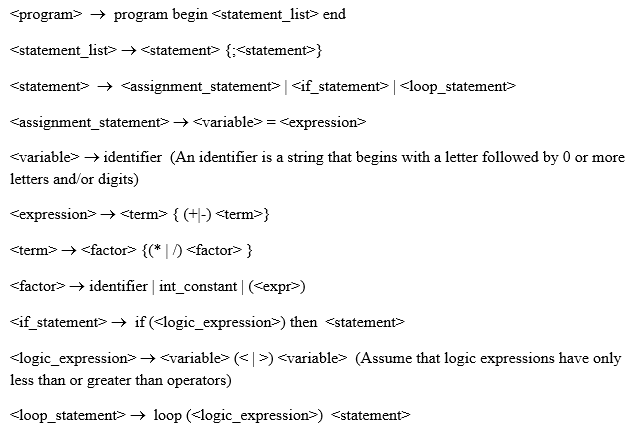 <program> → program begin <statement_list> end
<statement_list> → <statement> {;<statement>}
<statement> → <assignment_statement> | <if_statement> | <loop_statement>
<assignment_statement> → <variable> = <expression>
<variable> → identifier (An identifier is a string that begins with a letter followed by 0 or more
letters and/or digits)
<expression> → <term> { (+|-) <term>}
<term> → <factor> {(* | /) <factor> }
<factor> → identifier | int_constant | (<expr>)
<if_statement> → if (<logic_expression>) then <statement>
<logic_expression> → <variable> (< | >) <variable> (Assume that logic expressions have only
less than or greater than operators)
<loop_statement> → loop (<logic_expression>) <statement>